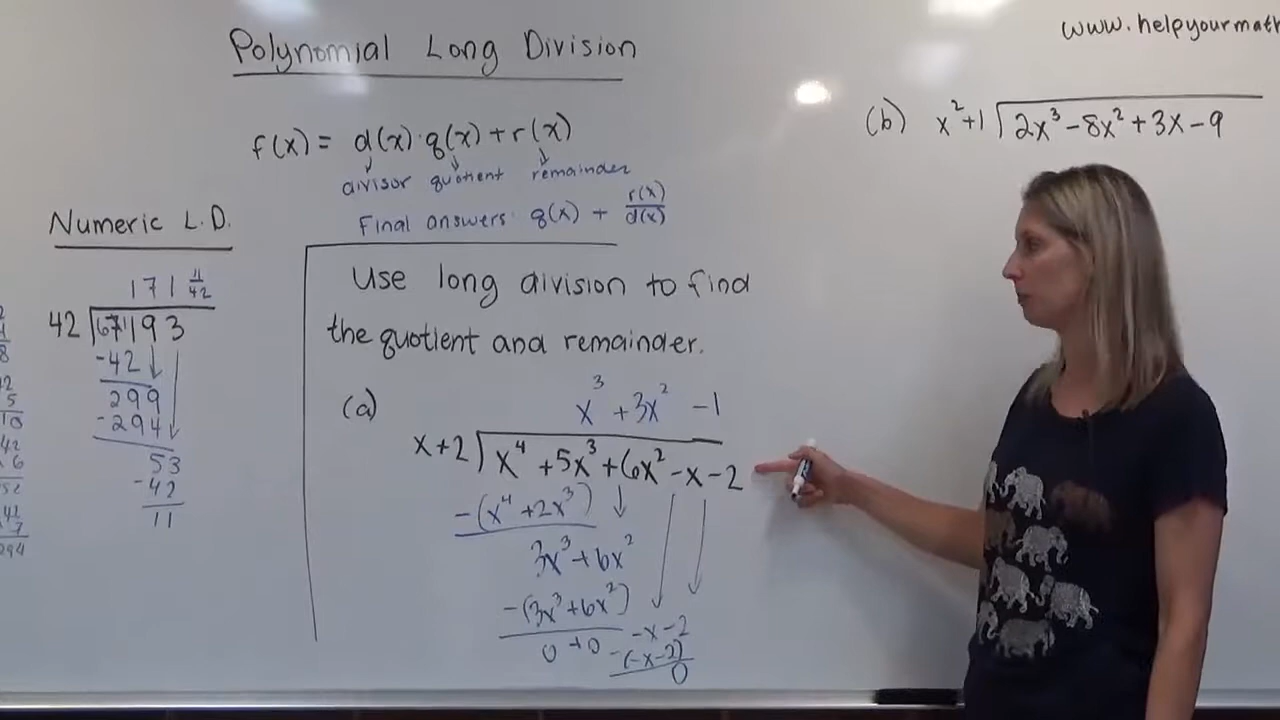 Polynomial Long Division
www.helpyourmath
f(x) = d(x)·q(x) + r(x)
divisor quotient remainder
Final answers: q(x) + r(x)/d(x)
Numeric L.D.
171 11/42
42 7193
-42
299
-294
53
-42
11
Use long division to find
the quotient and remainder.
(a)
x³ + 3x² - 1
x+2 x⁴ + 5x³ + 6x² - x - 2
-(x⁴ + 2x³)
3x³ + 6x²
-(3x³ + 6x²)
0 + 0 -x - 2
-(-x-2)
0
(b) x²+1 2x³ - 8x² + 3x - 9